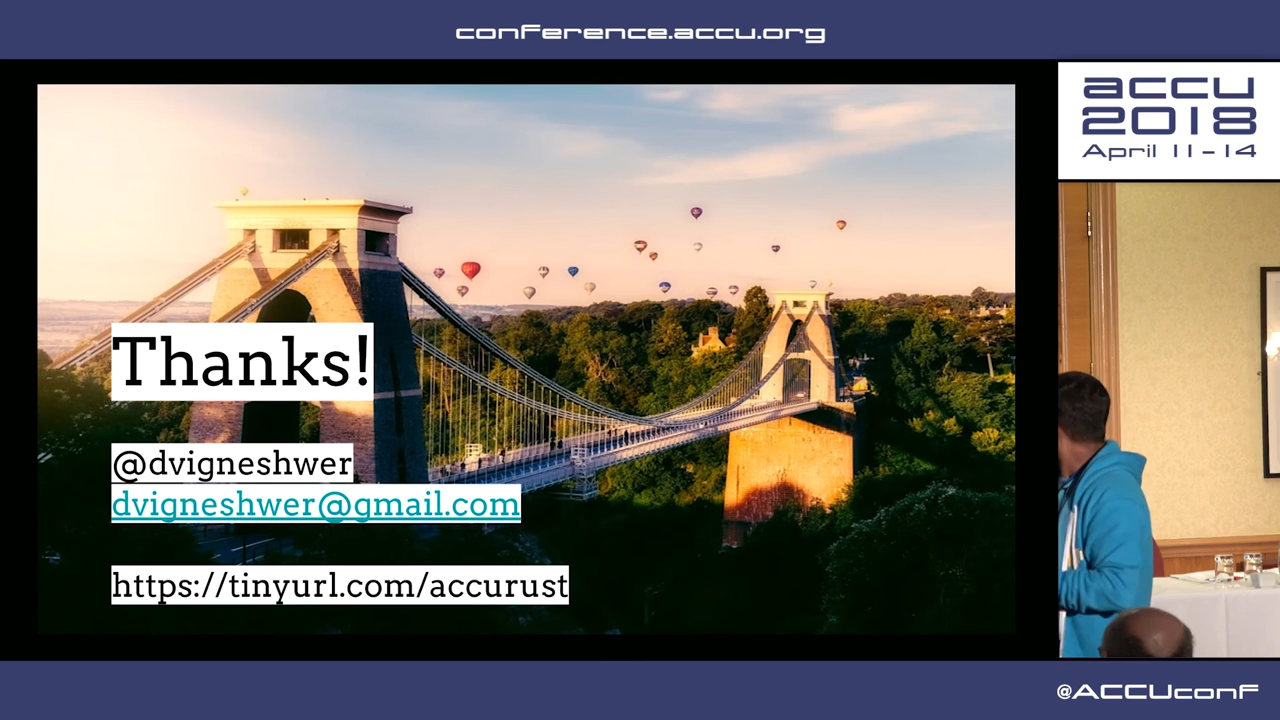 conference.accu.org
accu
2018
April 11-14
Thanks!
@dvigneshwer
dvigneshwer@gmail.com
https://tinyurl.com/accurust
@ACCUconf